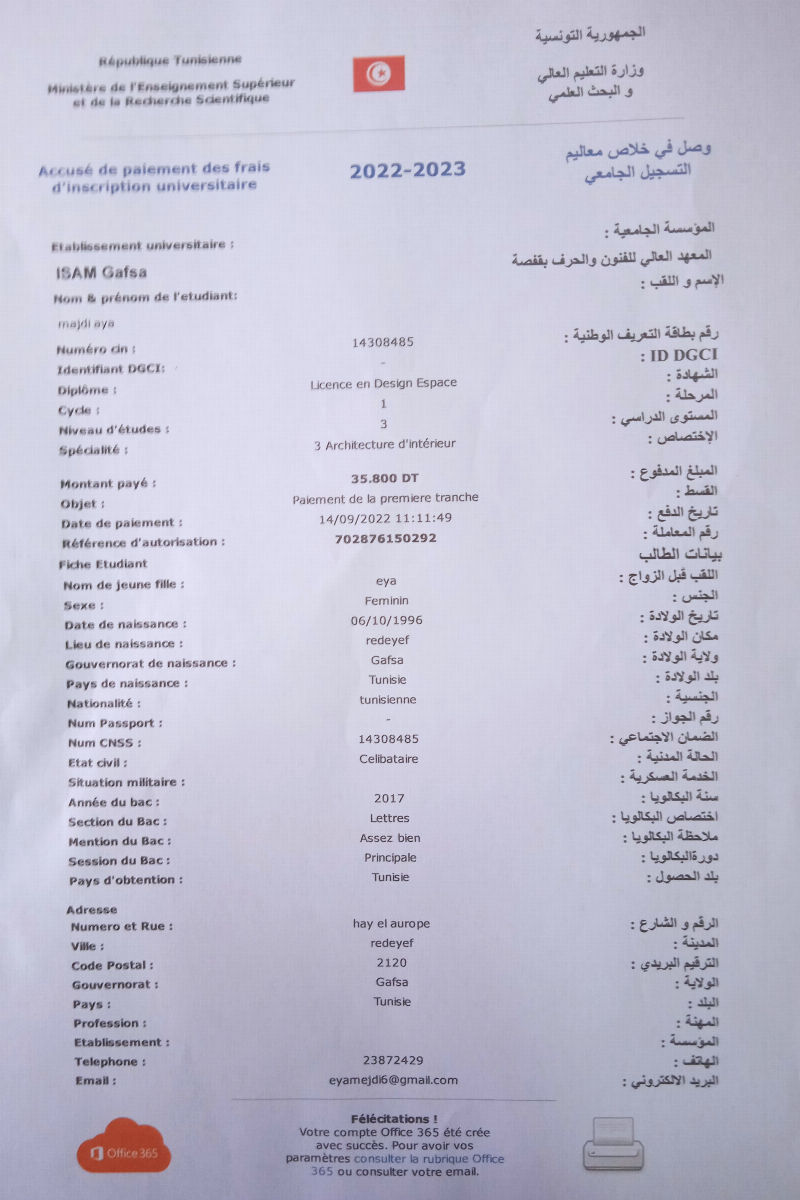 République Tunisienne
Ministère de l'Enseignement Supérieur
et de la Recherche Scientifique
الجمهورية التونسية
وزارة التعليم العالي
و البحث العلمي
Accusé de paiement des frais
d'inscription universitaire
2022-2023
وصل في خلاص معاليم
التسجيل الجامعي
Etablissement universitaire :
المؤسسة الجامعية :
ISAM Gafsa
المعهد العالي للفنون والحرف بقفصة
Nom & prénom de l'etudiant:
الإسم و اللقب :
majdi aya
Numéro cin : 14308485 رقم بطاقة التعريف الوطنية :
Identifiant DGCI: - ID DGCI :
Diplôme : Licence en Design Espace الشهادة :
Cycle : 1 المرحلة :
Niveau d'études : 3 المستوى الدراسي :
Spécialité : 3 Architecture d'intérieur الإختصاص :
Montant payé : 35.800 DT المبلغ المدفوع :
Objet : Paiement de la premiere tranche القسط :
Date de paiement : 14/09/2022 11:11:49 تاريخ الدفع :
Référence d'autorisation : 702876150292 رقم المعاملة :
Fiche Etudiant بيانات الطالب
Nom de jeune fille : eya اللقب قبل الزواج :
Sexe : Feminin الجنس :
Date de naissance : 06/10/1996 تاريخ الولادة :
Lieu de naissance : redeyef مكان الولادة :
Gouvernorat de naissance : Gafsa ولاية الولادة :
Pays de naissance : Tunisie بلد الولادة :
Nationalité : tunisienne الجنسية :
Num Passport : - رقم الجواز :
Num CNSS : 14308485 الضمان الاجتماعي :
Etat civil : Celibataire الحالة المدنية :
Situation militaire : الخدمة العسكرية :
Année du bac : 2017 سنة البكالويا :
Section du Bac : Lettres اختصاص البكالويا :
Mention du Bac : Assez bien ملاحظة البكالويا :
Session du Bac : Principale دورةالبكالويا :
Pays d'obtention : Tunisie بلد الحصول :
Adresse
Numero et Rue : hay el aurope الرقم و الشارع :
Ville : redeyef المدينة :
Code Postal : 2120 الترقيم البريدي :
Gouvernorat : Gafsa الولاية :
Pays : Tunisie البلد :
Profession : المهنة :
Etablissement : المؤسسة :
Telephone : 23872429 الهاتف :
Email : eyamejdi6@gmail.com البريد الالكتروني :
Office 365
Félécitations !
Votre compte Office 365 été crée
avec succès. Pour avoir vos
paramètres consulter la rubrique Office
365 ou consulter votre email.